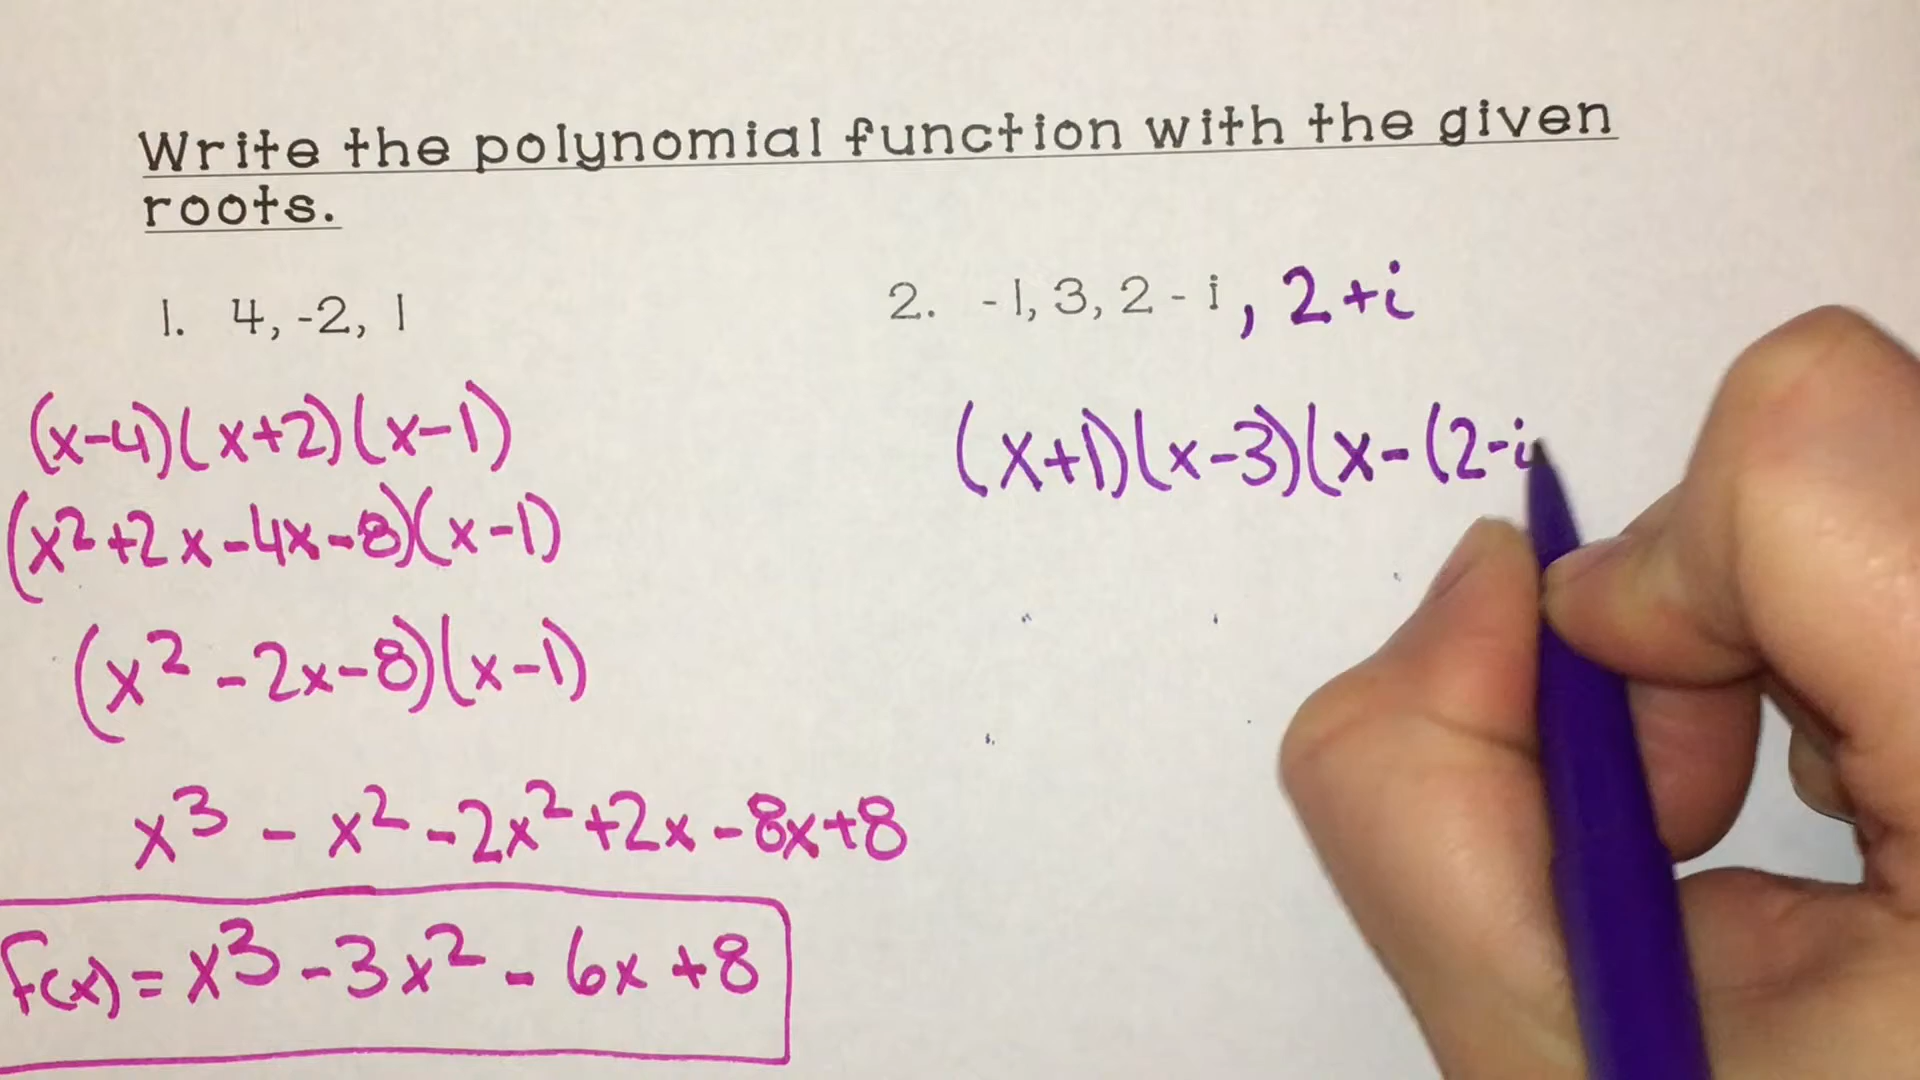 Write the polynomial function with the given
roots.
1. 4, -2, 1
(x-4)(x+2)(x-1)
(x²+2x-4x-8)(x-1)
(x²-2x-8)(x-1)
x³ - x² - 2x² + 2x - 8x + 8
f(x) = x³ - 3x² - 6x + 8
2. -1, 3, 2 - i, 2+i
(x+1)(x-3)(x-(2-i